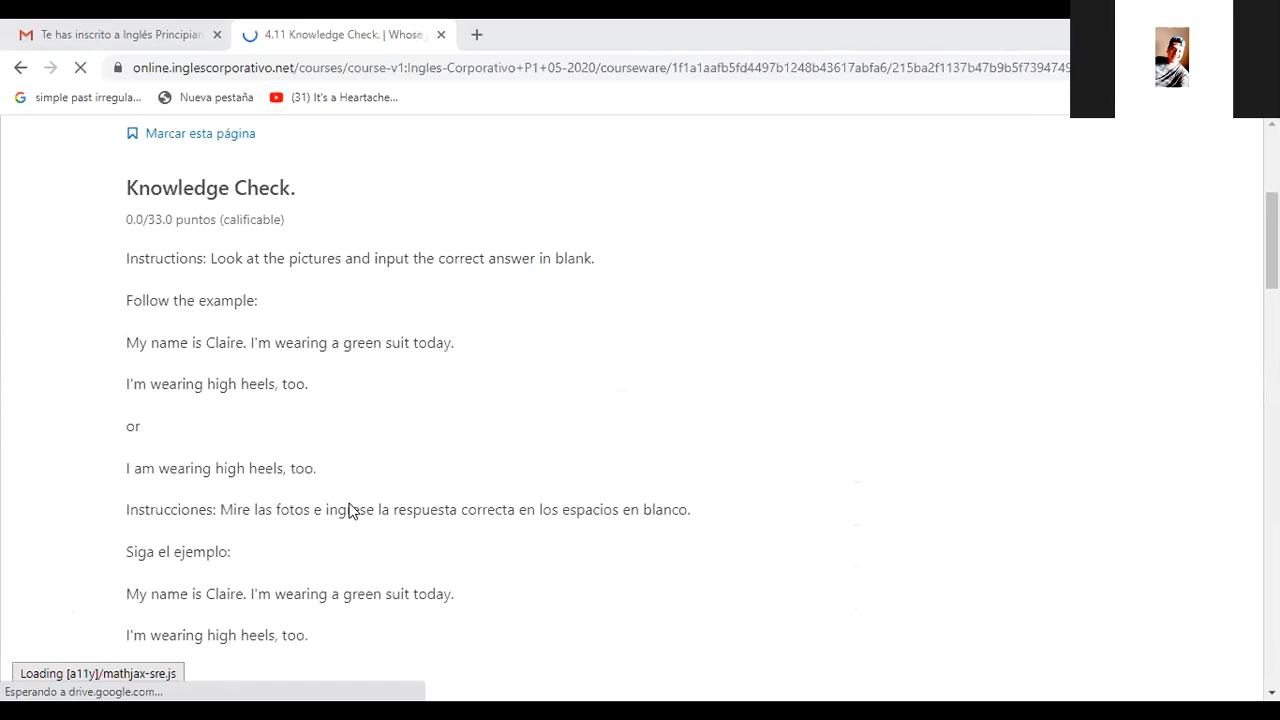 Te has inscrito a Inglés Principian
4.11 Knowledge Check. | Whose
online.inglescorporativo.net/courses/course-v1:Ingles-Corporativo+P1+05-2020/courseware/1f1a1aafb5fd4497b1248b43617abfa6/215ba2f1137b47b9b5f7394749
simple past irregula...
Nueva pestaña
(31) It's a Heartache...
Marcar esta página
Knowledge Check.
0.0/33.0 puntos (calificable)
Instructions: Look at the pictures and input the correct answer in blank.
Follow the example:
My name is Claire. I'm wearing a green suit today.
I'm wearing high heels, too.
or
I am wearing high heels, too.
Instrucciones: Mire las fotos e ingrese la respuesta correcta en los espacios en blanco.
Siga el ejemplo:
My name is Claire. I'm wearing a green suit today.
I'm wearing high heels, too.
Loading [a11y]/mathjax-sre.js
Esperando a drive.google.com...